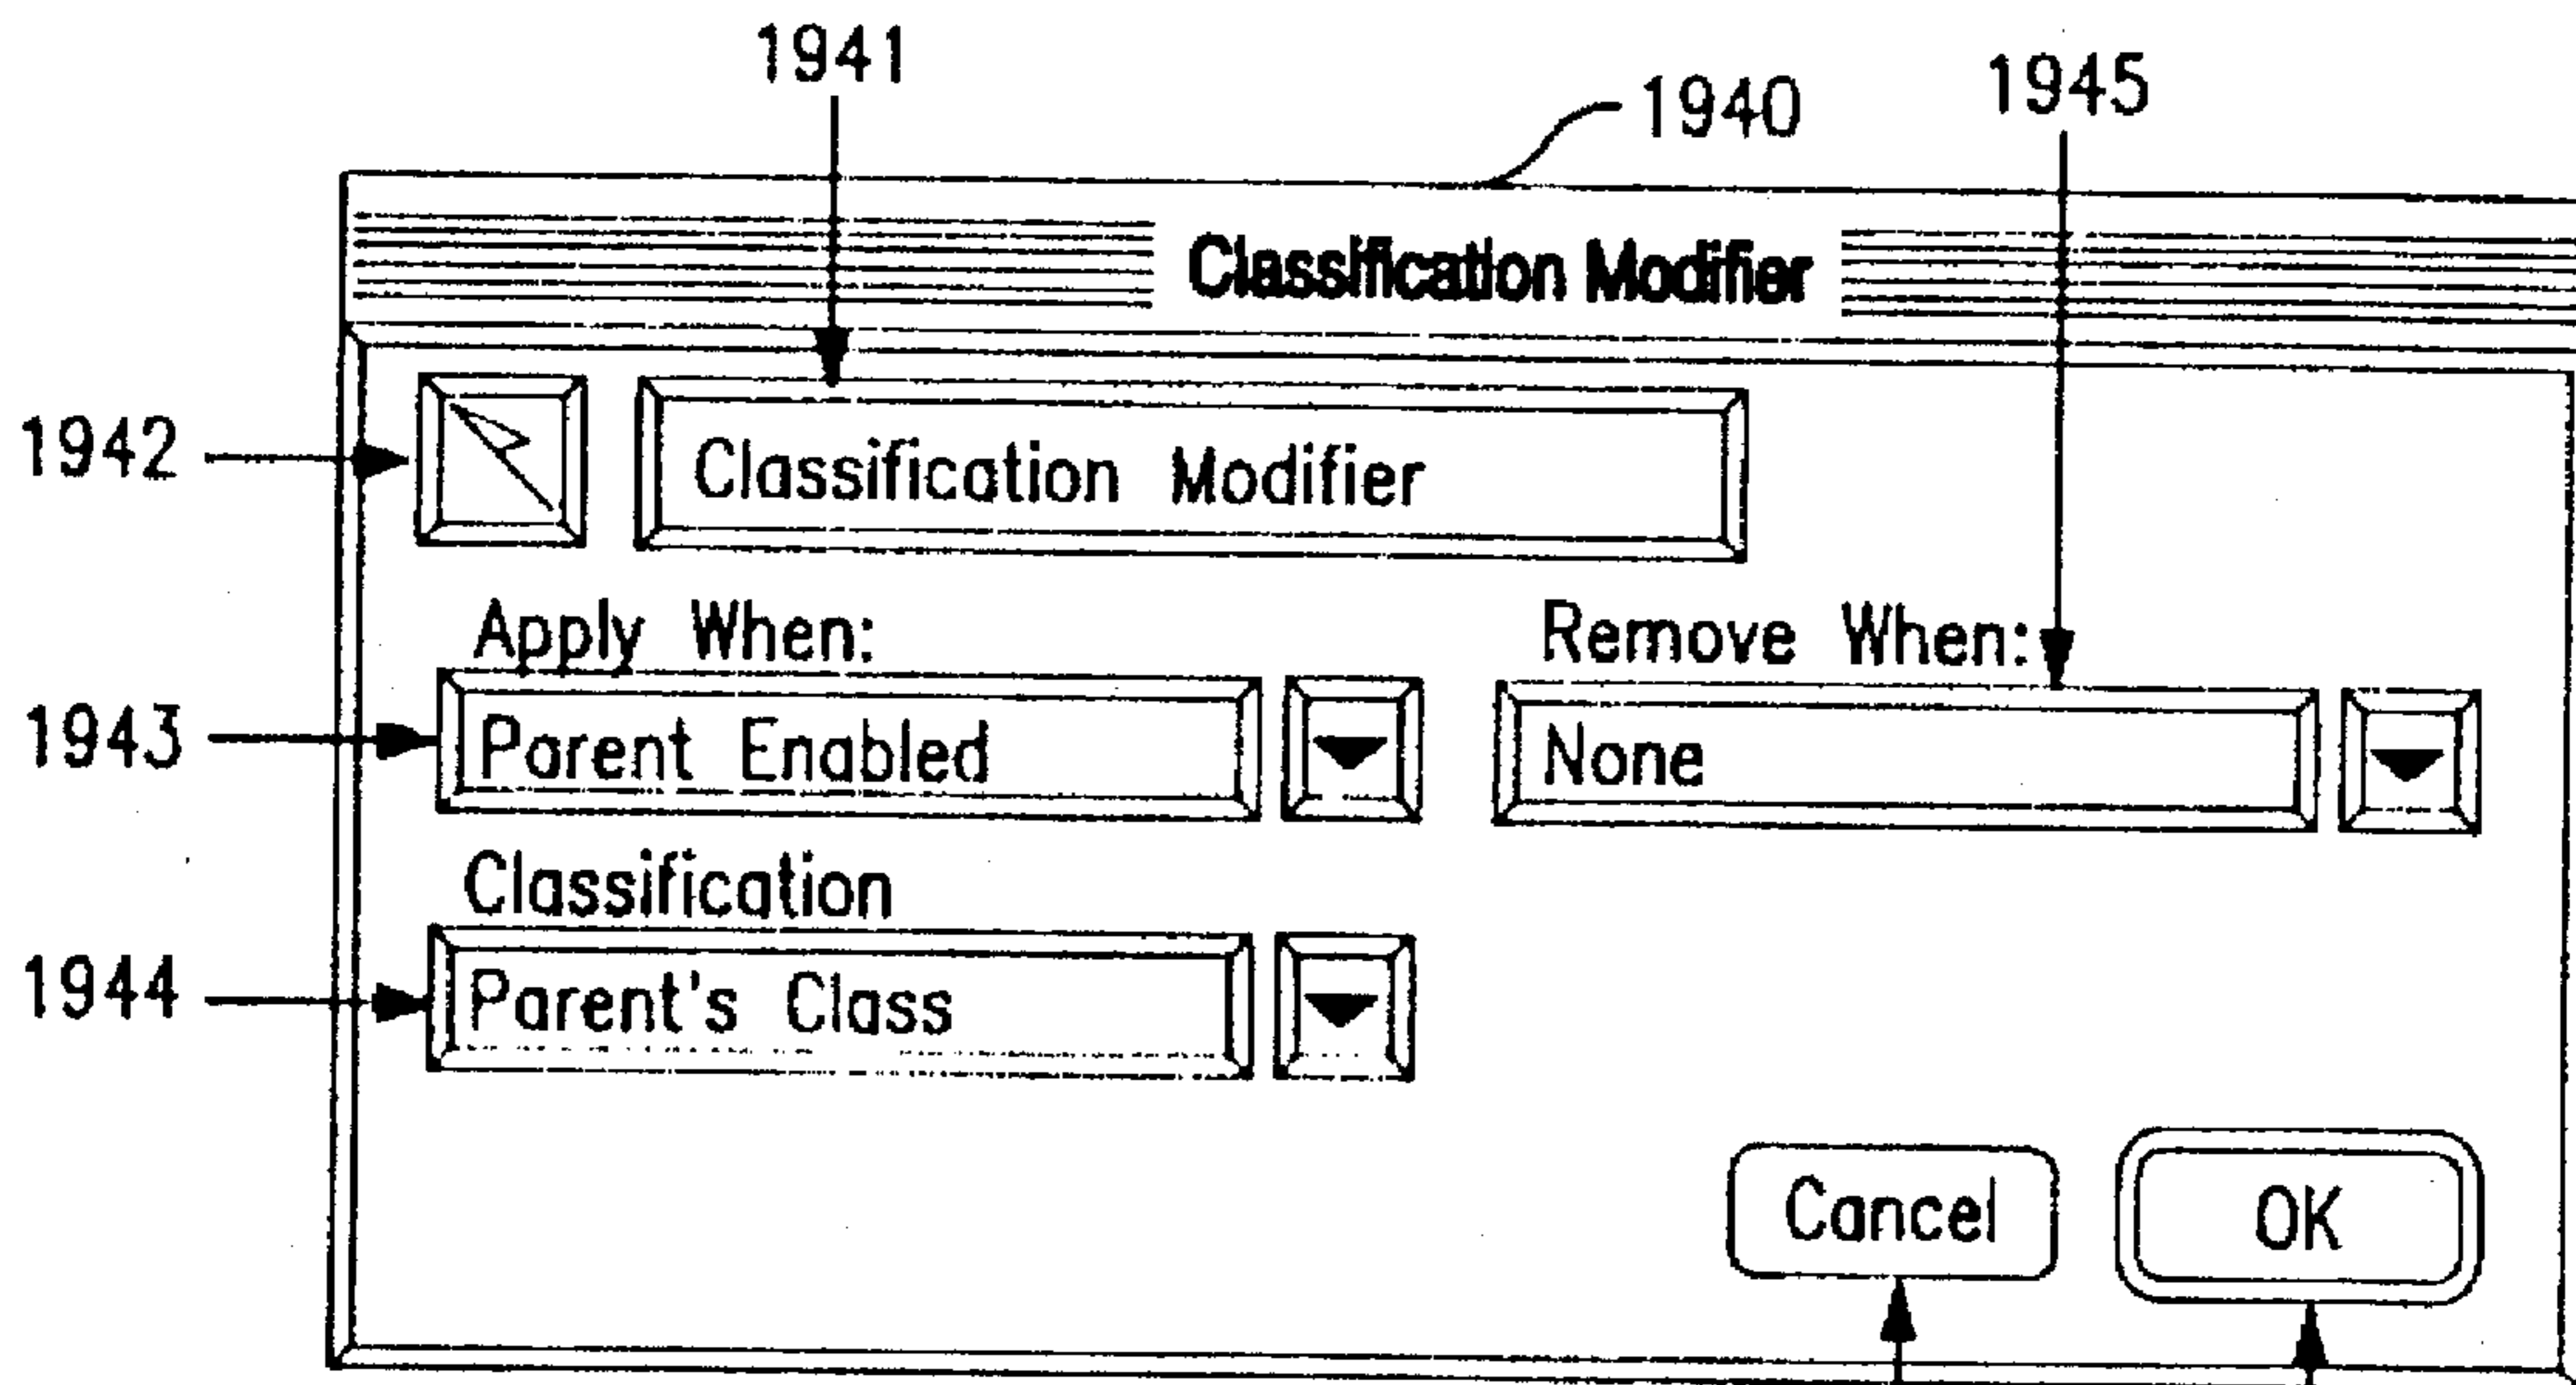 1941
1940
1945
Classification Modifier
1942
Classification Modifier
Apply When:
Remove When:
1943
Parent Enabled
None
Classification
1944
Parent's Class
Cancel
OK